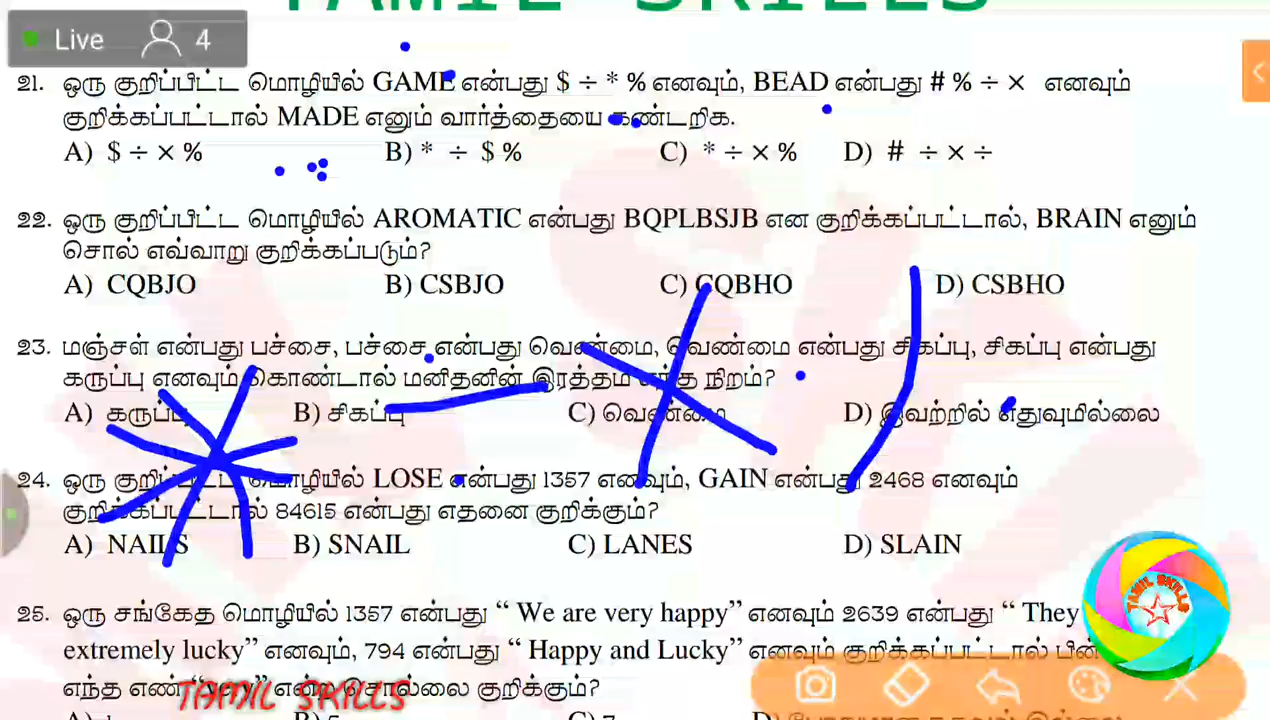 TAMIL SKILLS
Live 4
21. ஒரு குறிப்பிட்ட மொழியில் GAME என்பது $ ÷ * % எனவும், BEAD என்பது # % ÷ × எனவும்
குறிக்கப்பட்டால் MADE எனும் வார்த்தையை கண்டறிக.
A) $ ÷ × % B) * ÷ $ % C) * ÷ × % D) # ÷ × ÷
22. ஒரு குறிப்பிட்ட மொழியில் AROMATIC என்பது BQPLBSJB என குறிக்கப்பட்டால், BRAIN எனும்
சொல் எவ்வாறு குறிக்கப்படும்?
A) CQBJO B) CSBJO C) CQBHO D) CSBHO
23. மஞ்சள் என்பது பச்சை, பச்சை என்பது வெண்மை, வெண்மை என்பது சிகப்பு, சிகப்பு என்பது
கருப்பு எனவும் கொண்டால் மனிதனின் இரத்தம் எந்த நிறம்?
A) கருப்பு B) சிகப்பு C) வெண்மை D) இவற்றில் எதுவுமில்லை
24. ஒரு குறிப்பிட்ட மொழியில் LOSE என்பது 1357 எனவும், GAIN என்பது 2468 எனவும்
குறிக்கப்பட்டால் 84615 என்பது எதனை குறிக்கும்?
A) NAILS B) SNAIL C) LANES D) SLAIN
25. ஒரு சங்கேத மொழியில் 1357 என்பது “ We are very happy” எனவும் 2639 என்பது “ They
extremely lucky” எனவும், 794 என்பது “ Happy and Lucky” எனவும் குறிக்கப்பட்டால்
எந்த எண் என்ற சொல்லை குறிக்கும்?
TAMIL SKILLS
TAMIL SKILLS